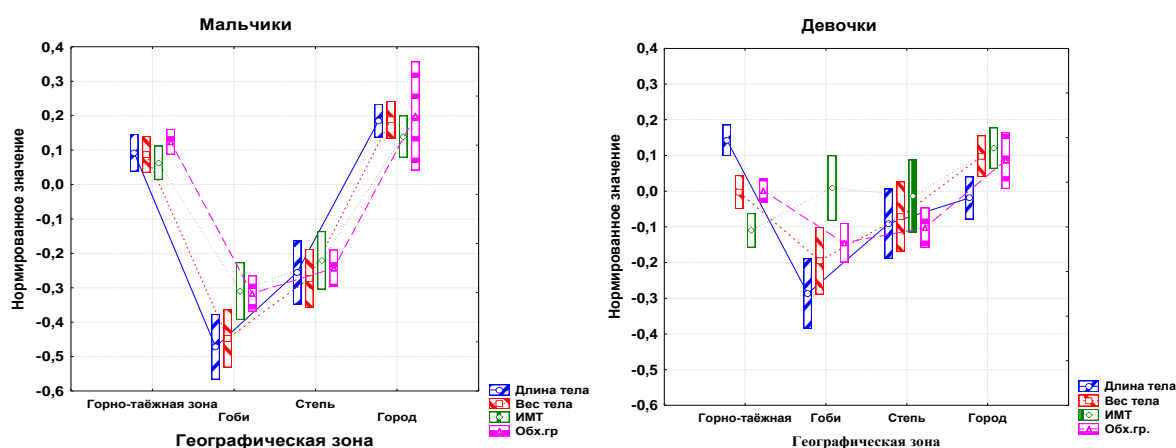 Мальчики
Нормированное значение
0,4
0,3
0,2
0,1
0,0
-0,1
-0,2
-0,3
-0,4
-0,5
-0,6
Горно-таёжная зона
Гоби
Степь
Город
Географическая зона
Длина тела
Вес тела
ИМТ
Обх.гр
Девочки
Нормированное значение
0,4
0,3
0,2
0,1
0,0
-0,1
-0,2
-0,3
-0,4
-0,5
-0,6
Горно-таёжная
Гоби
Степь
Город
Географическая зона
Длина тела
Вес тела
ИМТ
Обх.гр.